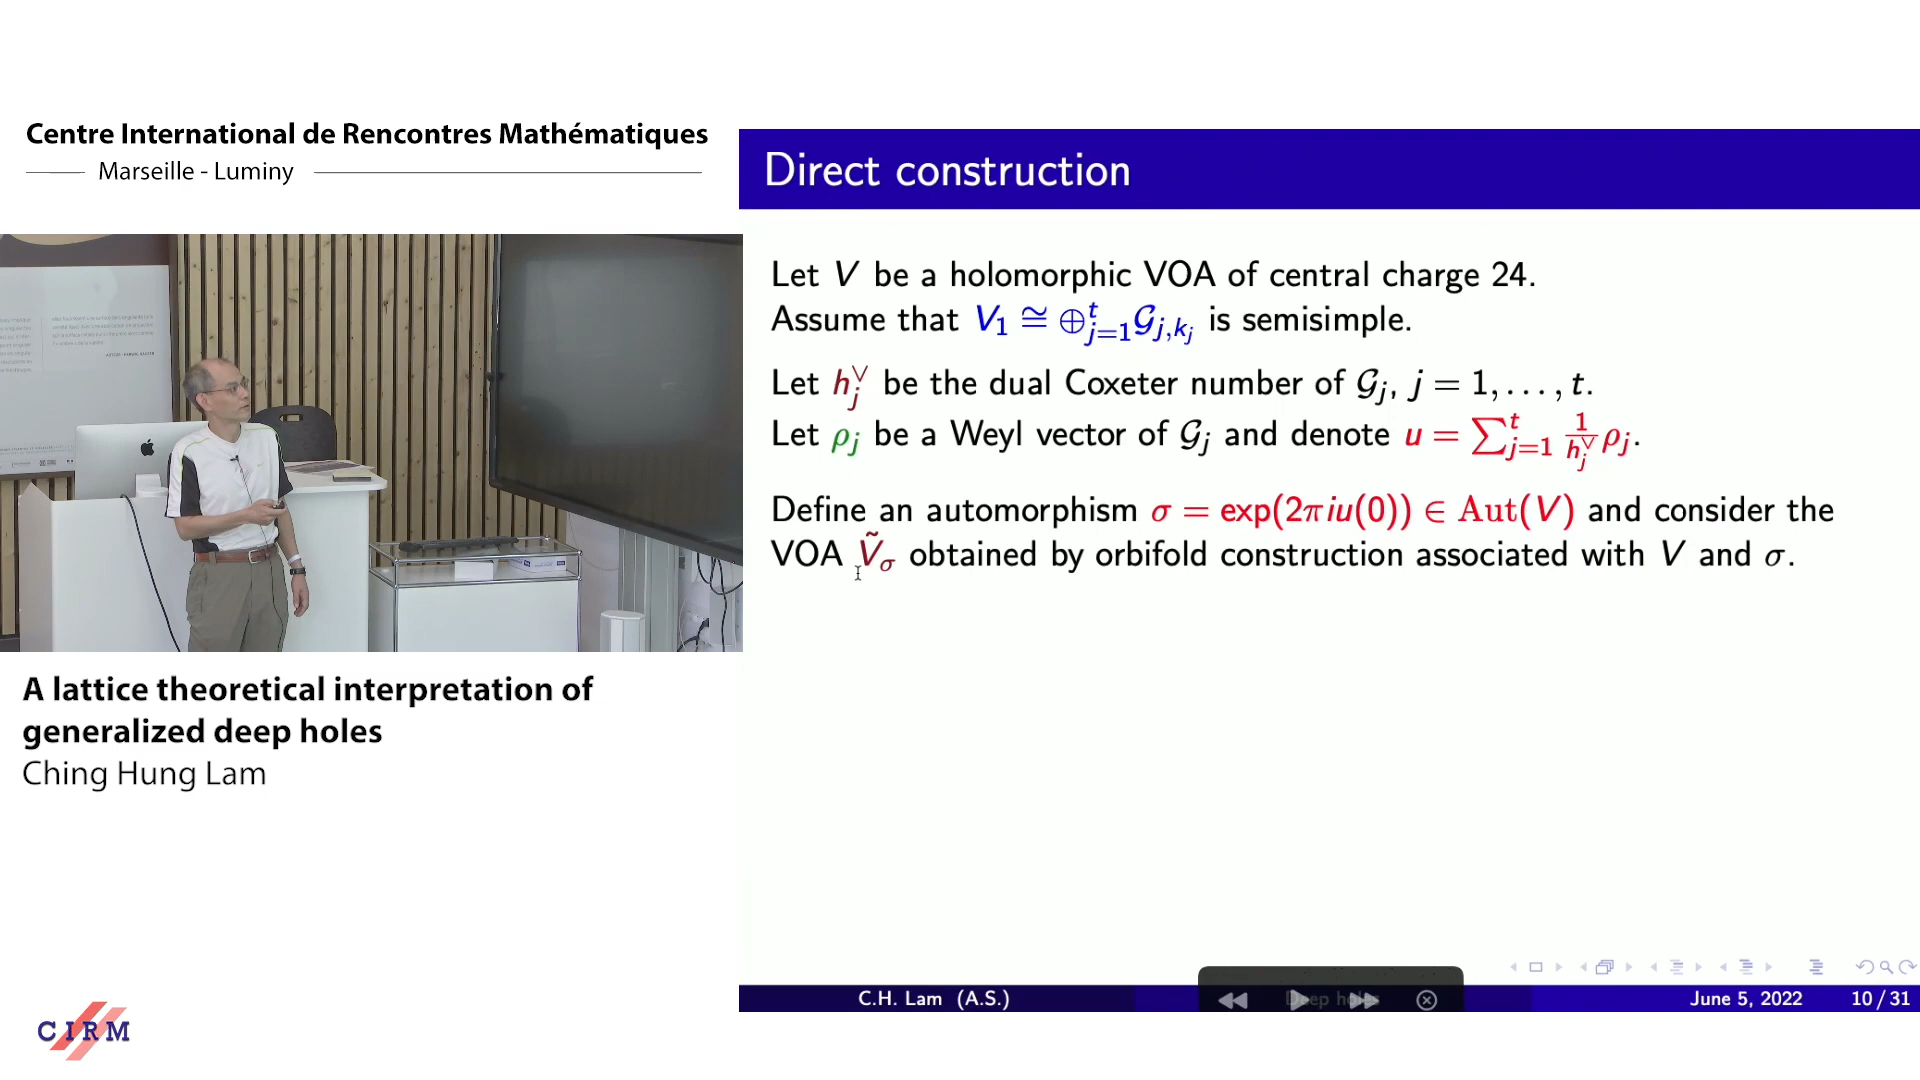 Centre International de Rencontres Mathématiques
Marseille - Luminy
Direct construction
Let V be a holomorphic VOA of central charge 24.
Assume that V₁ ≅ ⊕ᵗⱼ₌₁ 𝒢ⱼ,ₖⱼ is semisimple.
Let hⱼ^∨ be the dual Coxeter number of 𝒢ⱼ, j = 1, . . . , t.
Let ρⱼ be a Weyl vector of 𝒢ⱼ and denote u = ∑ᵗⱼ₌₁ 1/hⱼ^∨ ρⱼ.
Define an automorphism σ = exp(2πiu(0)) ∈ Aut(V) and consider the
VOA Ṽσ obtained by orbifold construction associated with V and σ.
A lattice theoretical interpretation of
generalized deep holes
Ching Hung Lam
CIRM
C.H. Lam (A.S.)
Deep holes
June 5, 2022
10 / 31